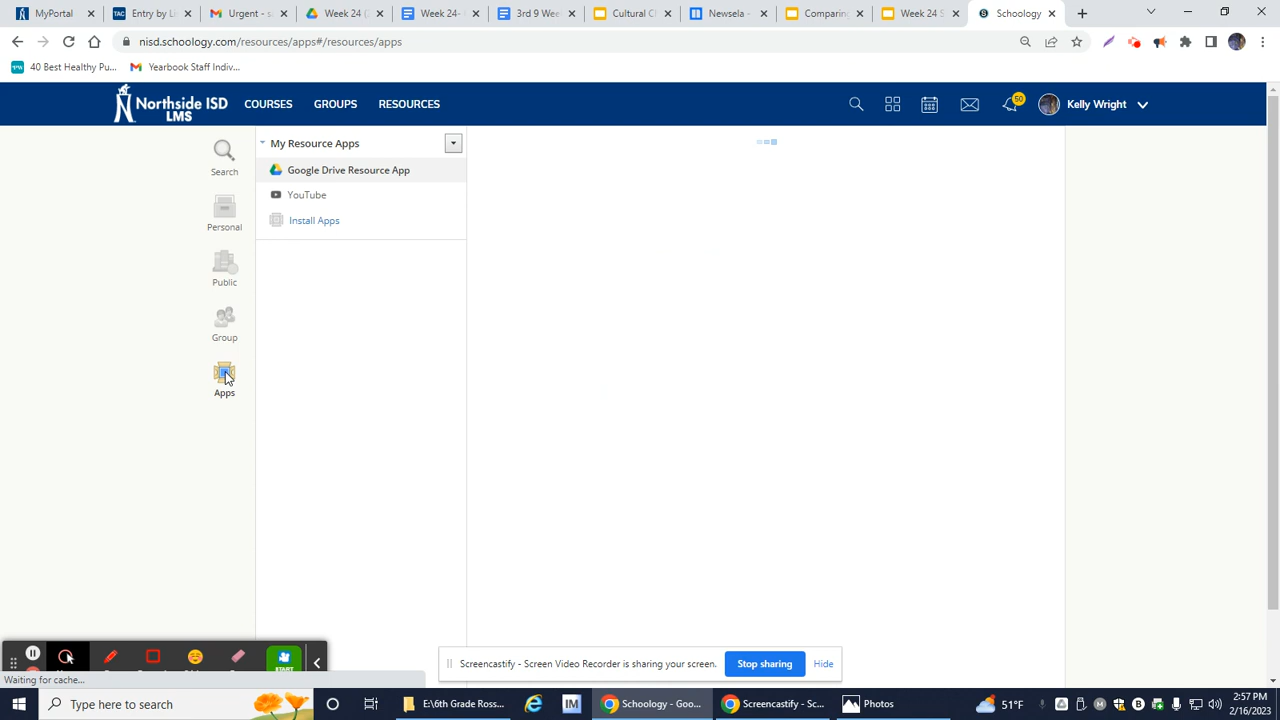 MyPortal
Entry by Li
Urgent - s
Week 24 (
Week 24-
3rd 9 We
Cultural C
Newsela -
Comparing
Week 24 S
Schoology
nisd.schoology.com/resources/apps#/resources/apps
40 Best Healthy Pu...
Yearbook Staff Indiv...
Northside ISD
LMS
COURSES
GROUPS
RESOURCES
50
Kelly Wright
Search
Personal
Public
Group
Apps
My Resource Apps
Google Drive Resource App
YouTube
Install Apps
START
Waiting for cache...
Screencastify - Screen Video Recorder is sharing your screen.
Stop sharing
Hide
Type here to search
E:\6th Grade Ross...
Schoology - Goo...
Screencastify - Sc...
Photos
51°F
2:57 PM
2/16/2023